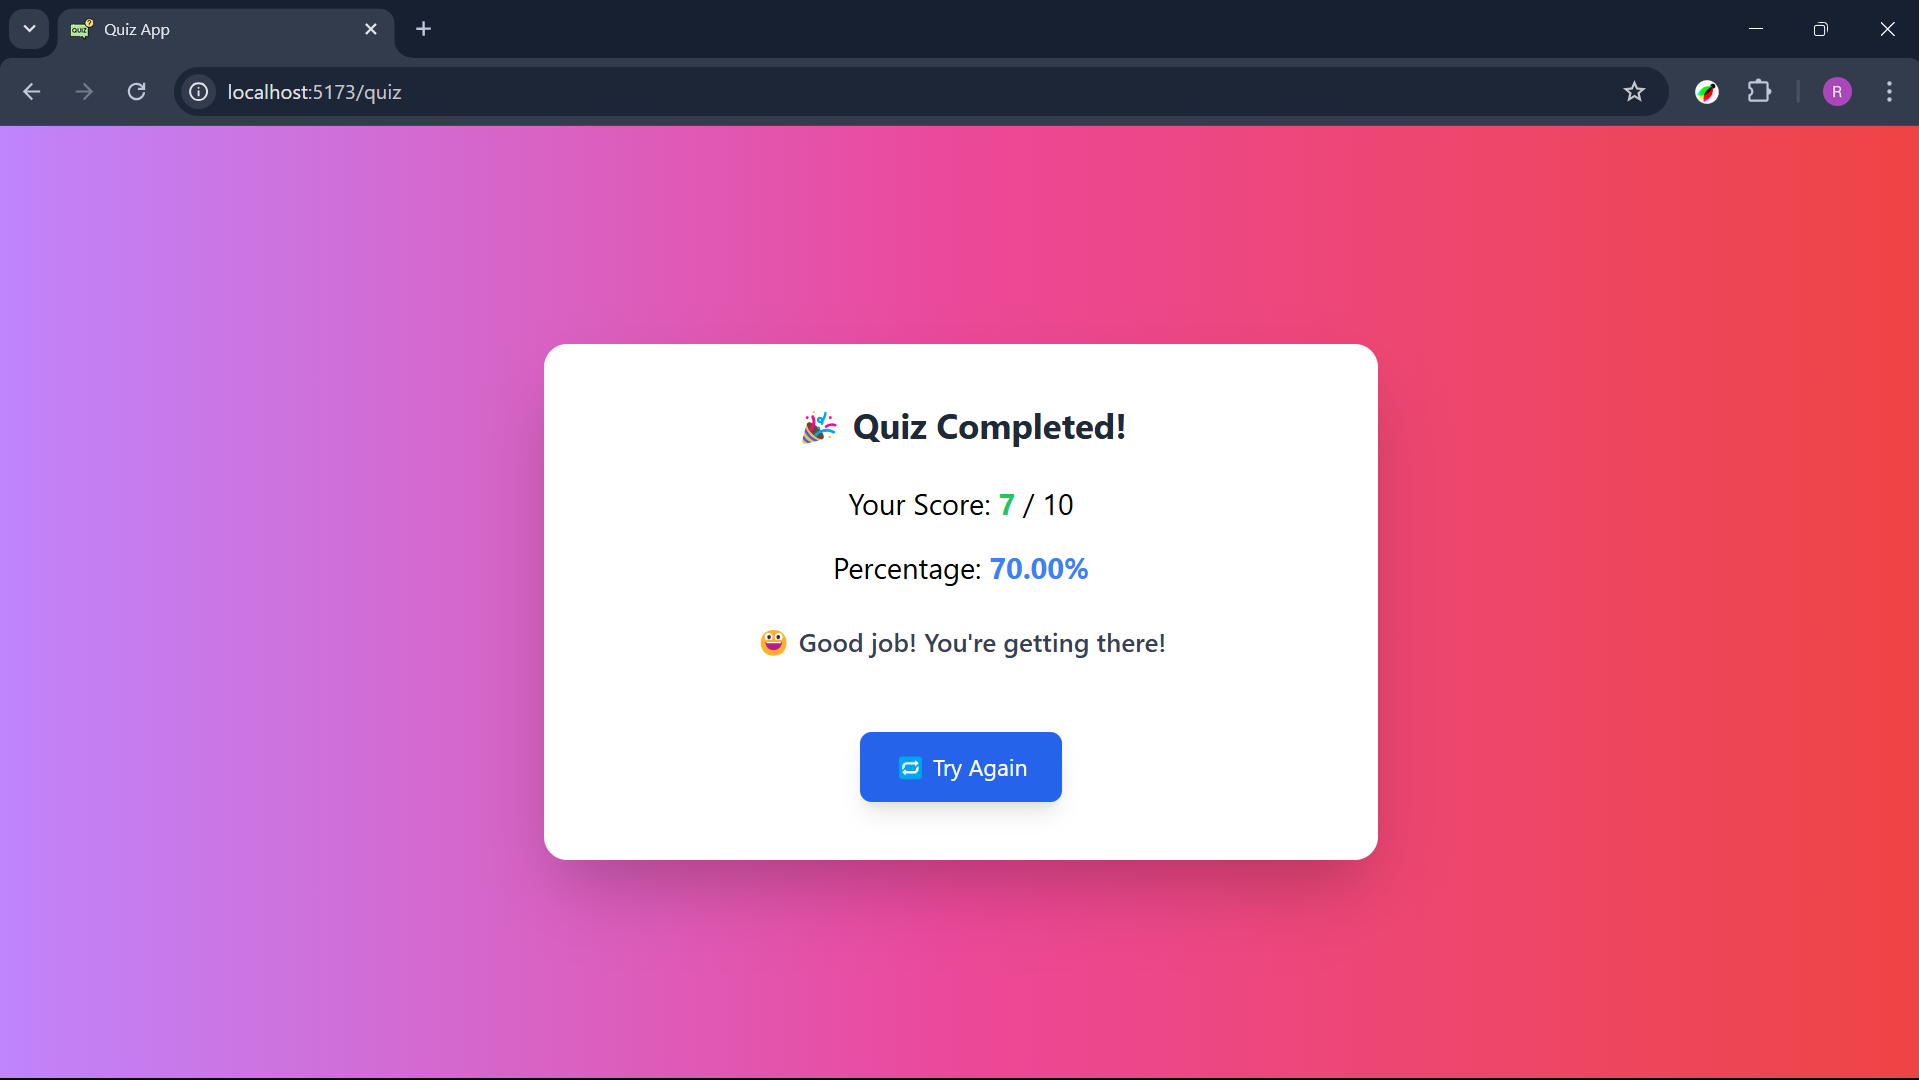 Quiz App
localhost:5173/quiz
R
🎉 Quiz Completed!
Your Score: 7 / 10
Percentage: 70.00%
😃 Good job! You're getting there!
🔁 Try Again